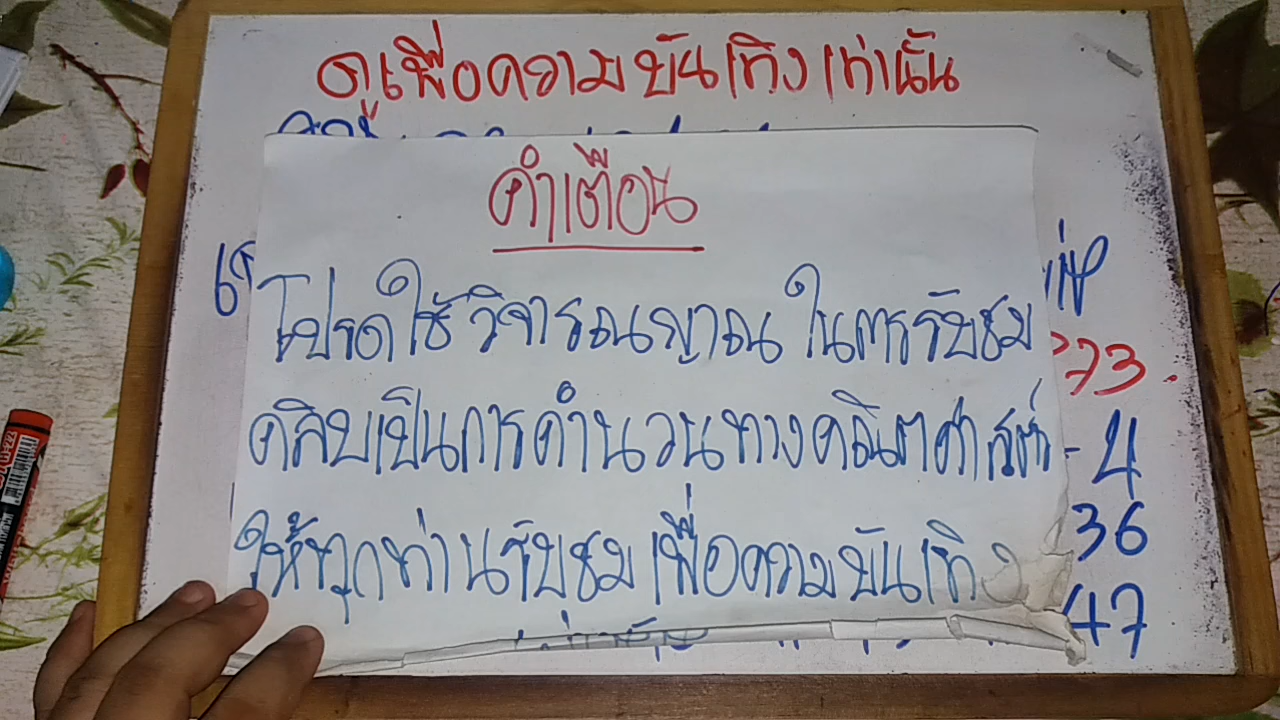 ดูเพื่อความบันเทิงเท่านั้น
คำเตือน
โปรดใช้วิจารณญาณ ในการรับชม
773
คลิบเป็นการคำนวนทางคณิตศาสตร์
- 4
36
ให้ทุกท่านรับชมเพื่อความบันเทิง
47